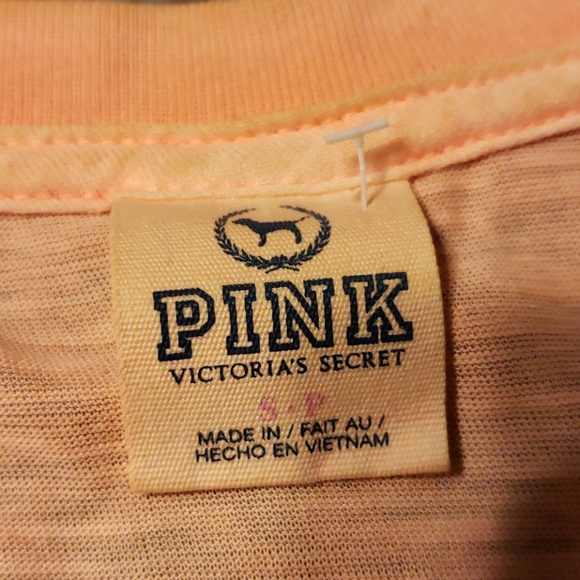 PINK
VICTORIA'S SECRET
S • P
MADE IN / FAIT AU /
HECHO EN VIETNAM